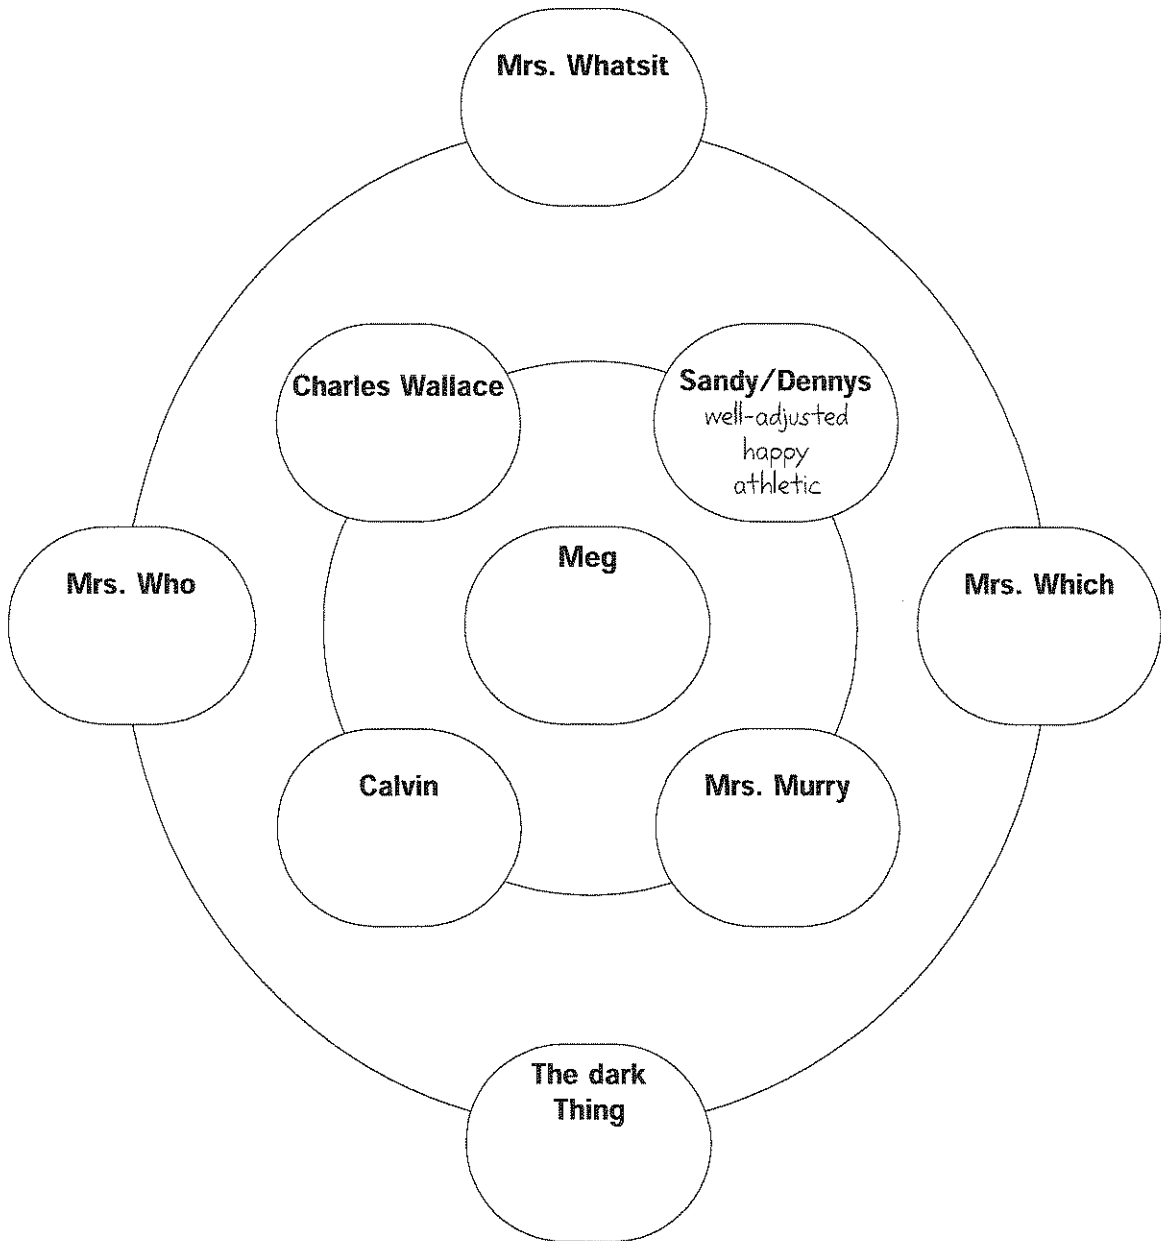 Mrs. Whatsit
Charles Wallace
Sandy/Dennys
well-adjusted
happy
athletic
Mrs. Who
Meg
Mrs. Which
Calvin
Mrs. Murry
The dark
Thing